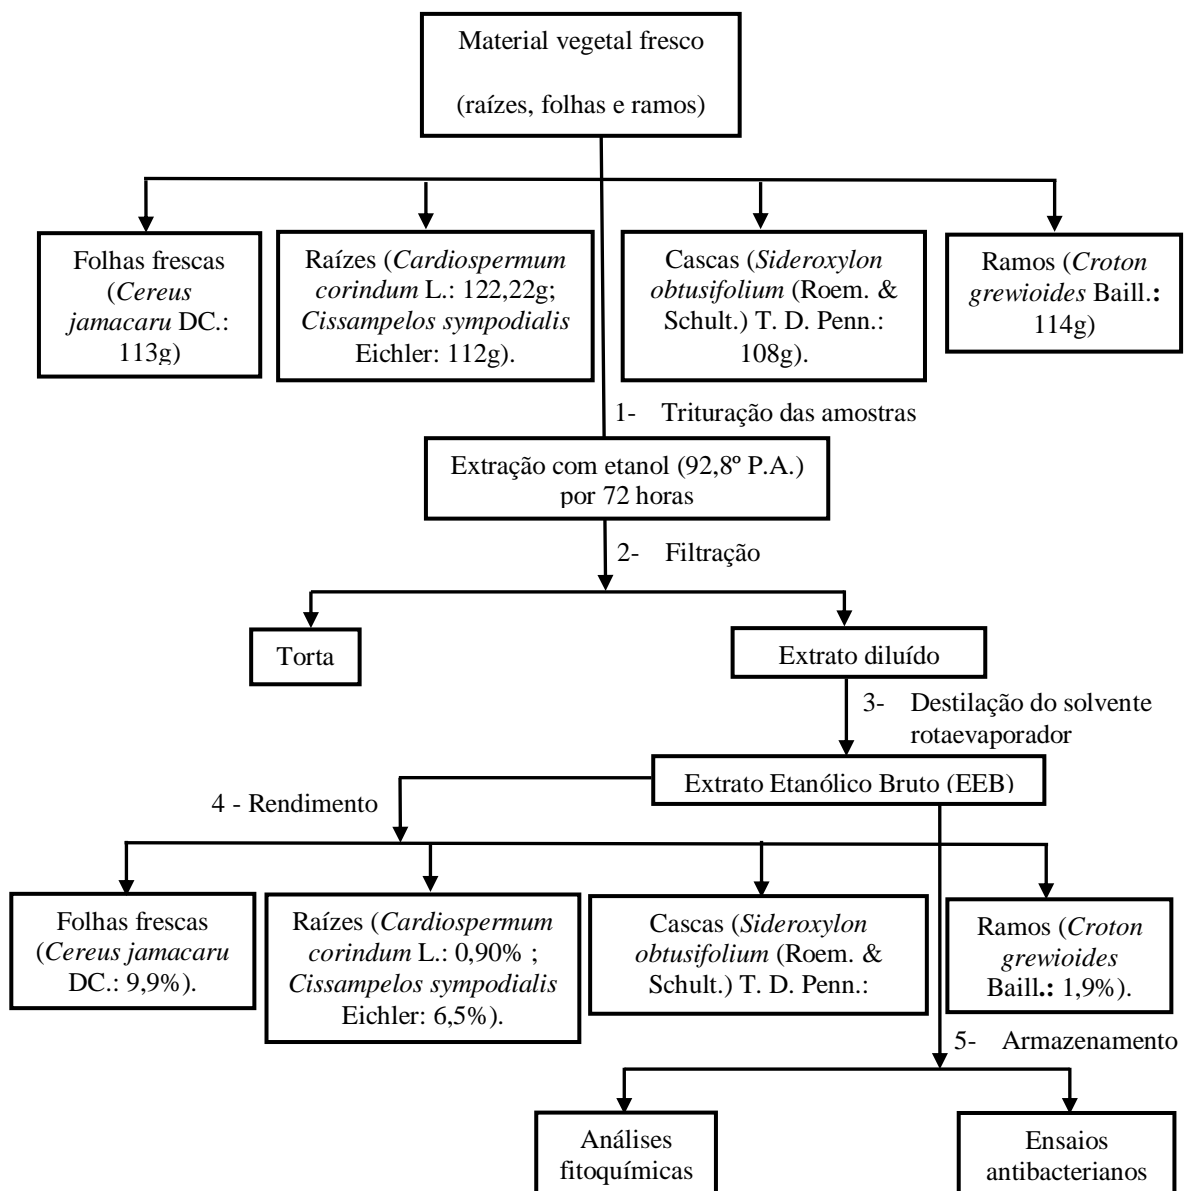 Material vegetal fresco
(raízes, folhas e ramos)
Folhas frescas
(Cereus
jamacaru DC.:
113g)
Raízes (Cardiospermum
corindum L.: 122,22g;
Cissampelos sympodialis
Eichler: 112g).
Cascas (Sideroxylon
obtusifolium (Roem. &
Schult.) T. D. Penn.:
108g).
Ramos (Croton
grewioides Baill.:
114g)
1- Trituração das amostras
Extração com etanol (92,8º P.A.)
por 72 horas
2- Filtração
Torta
Extrato diluído
3- Destilação do solvente
rotaevaporador
Extrato Etanólico Bruto (EEB)
4 - Rendimento
Folhas frescas
(Cereus jamacaru
DC.: 9,9%).
Raízes (Cardiospermum
corindum L.: 0,90% ;
Cissampelos sympodialis
Eichler: 6,5%).
Cascas (Sideroxylon
obtusifolium (Roem. &
Schult.) T. D. Penn.:
Ramos (Croton
grewioides
Baill.: 1,9%).
5- Armazenamento
Análises
fitoquímicas
Ensaios
antibacterianos